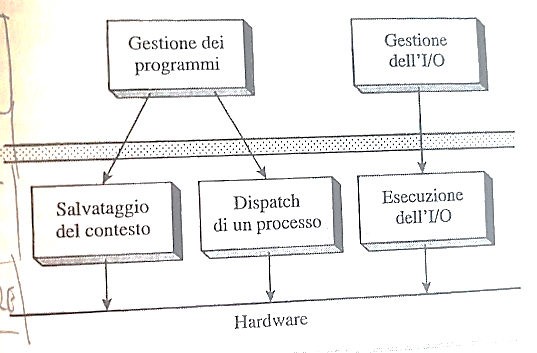 Gestione dei
programmi
Gestione
dell'I/O
Salvataggio
del contesto
Dispatch
di un processo
Esecuzione
dell'I/O
Hardware